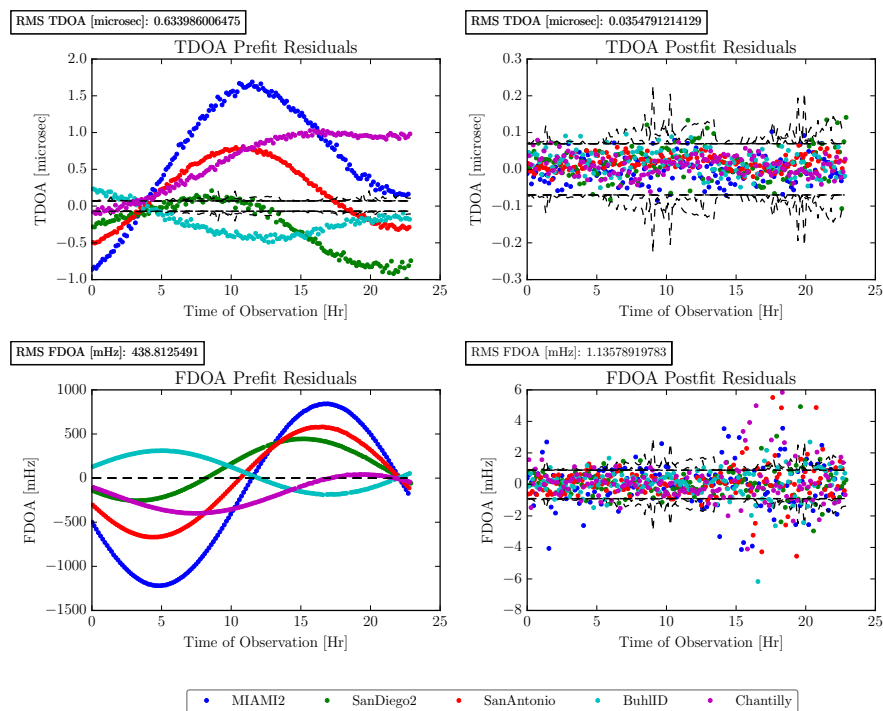 RMS TDOA [microsec]: 0.633986006475
RMS TDOA [microsec]: 0.0354791214129
TDOA Prefit Residuals
TDOA Postfit Residuals
TDOA [microsec]
2.0
1.5
1.0
0.5
0.0
−0.5
−1.0
0 5 10 15 20 25
Time of Observation [Hr]
TDOA [microsec]
0.3
0.2
0.1
0.0
−0.1
−0.2
−0.3
0 5 10 15 20 25
Time of Observation [Hr]
RMS FDOA [mHz]: 438.8125491
RMS FDOA [mHz]: 1.13578919783
FDOA Prefit Residuals
FDOA Postfit Residuals
FDOA [mHz]
1000
500
0
−500
−1000
−1500
0 5 10 15 20 25
Time of Observation [Hr]
FDOA [mHz]
6
4
2
0
−2
−4
−6
−8
0 5 10 15 20 25
Time of Observation [Hr]
MIAMI2 SanDiego2 SanAntonio BuhlID Chantilly